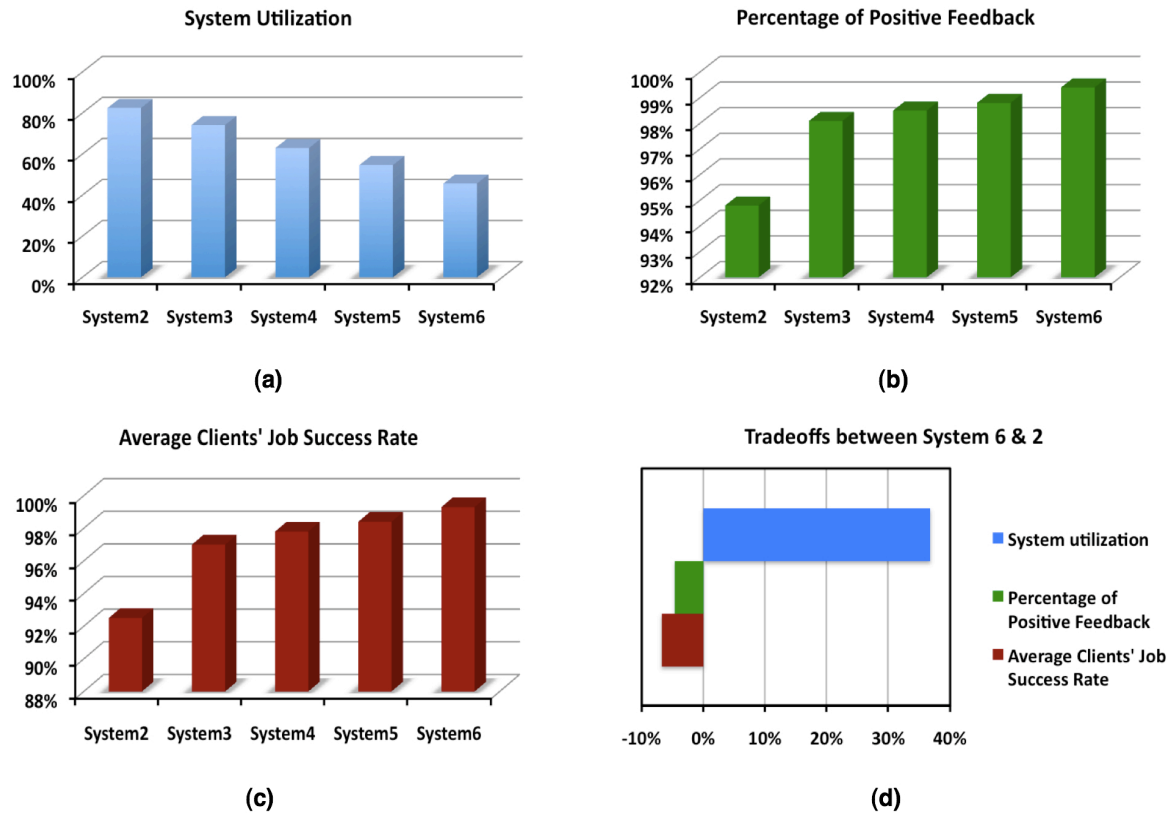 System Utilization
100%
80%
60%
40%
20%
0%
System2 System3 System4 System5 System6
(a)
Percentage of Positive Feedback
100%
99%
98%
97%
96%
95%
94%
93%
92%
System2 System3 System4 System5 System6
(b)
Average Clients' Job Success Rate
100%
98%
96%
94%
92%
90%
88%
System2 System3 System4 System5 System6
(c)
Tradeoffs between System 6 & 2
System utilization
Percentage of
Positive Feedback
Average Clients' Job
Success Rate
-10% 0% 10% 20% 30% 40%
(d)